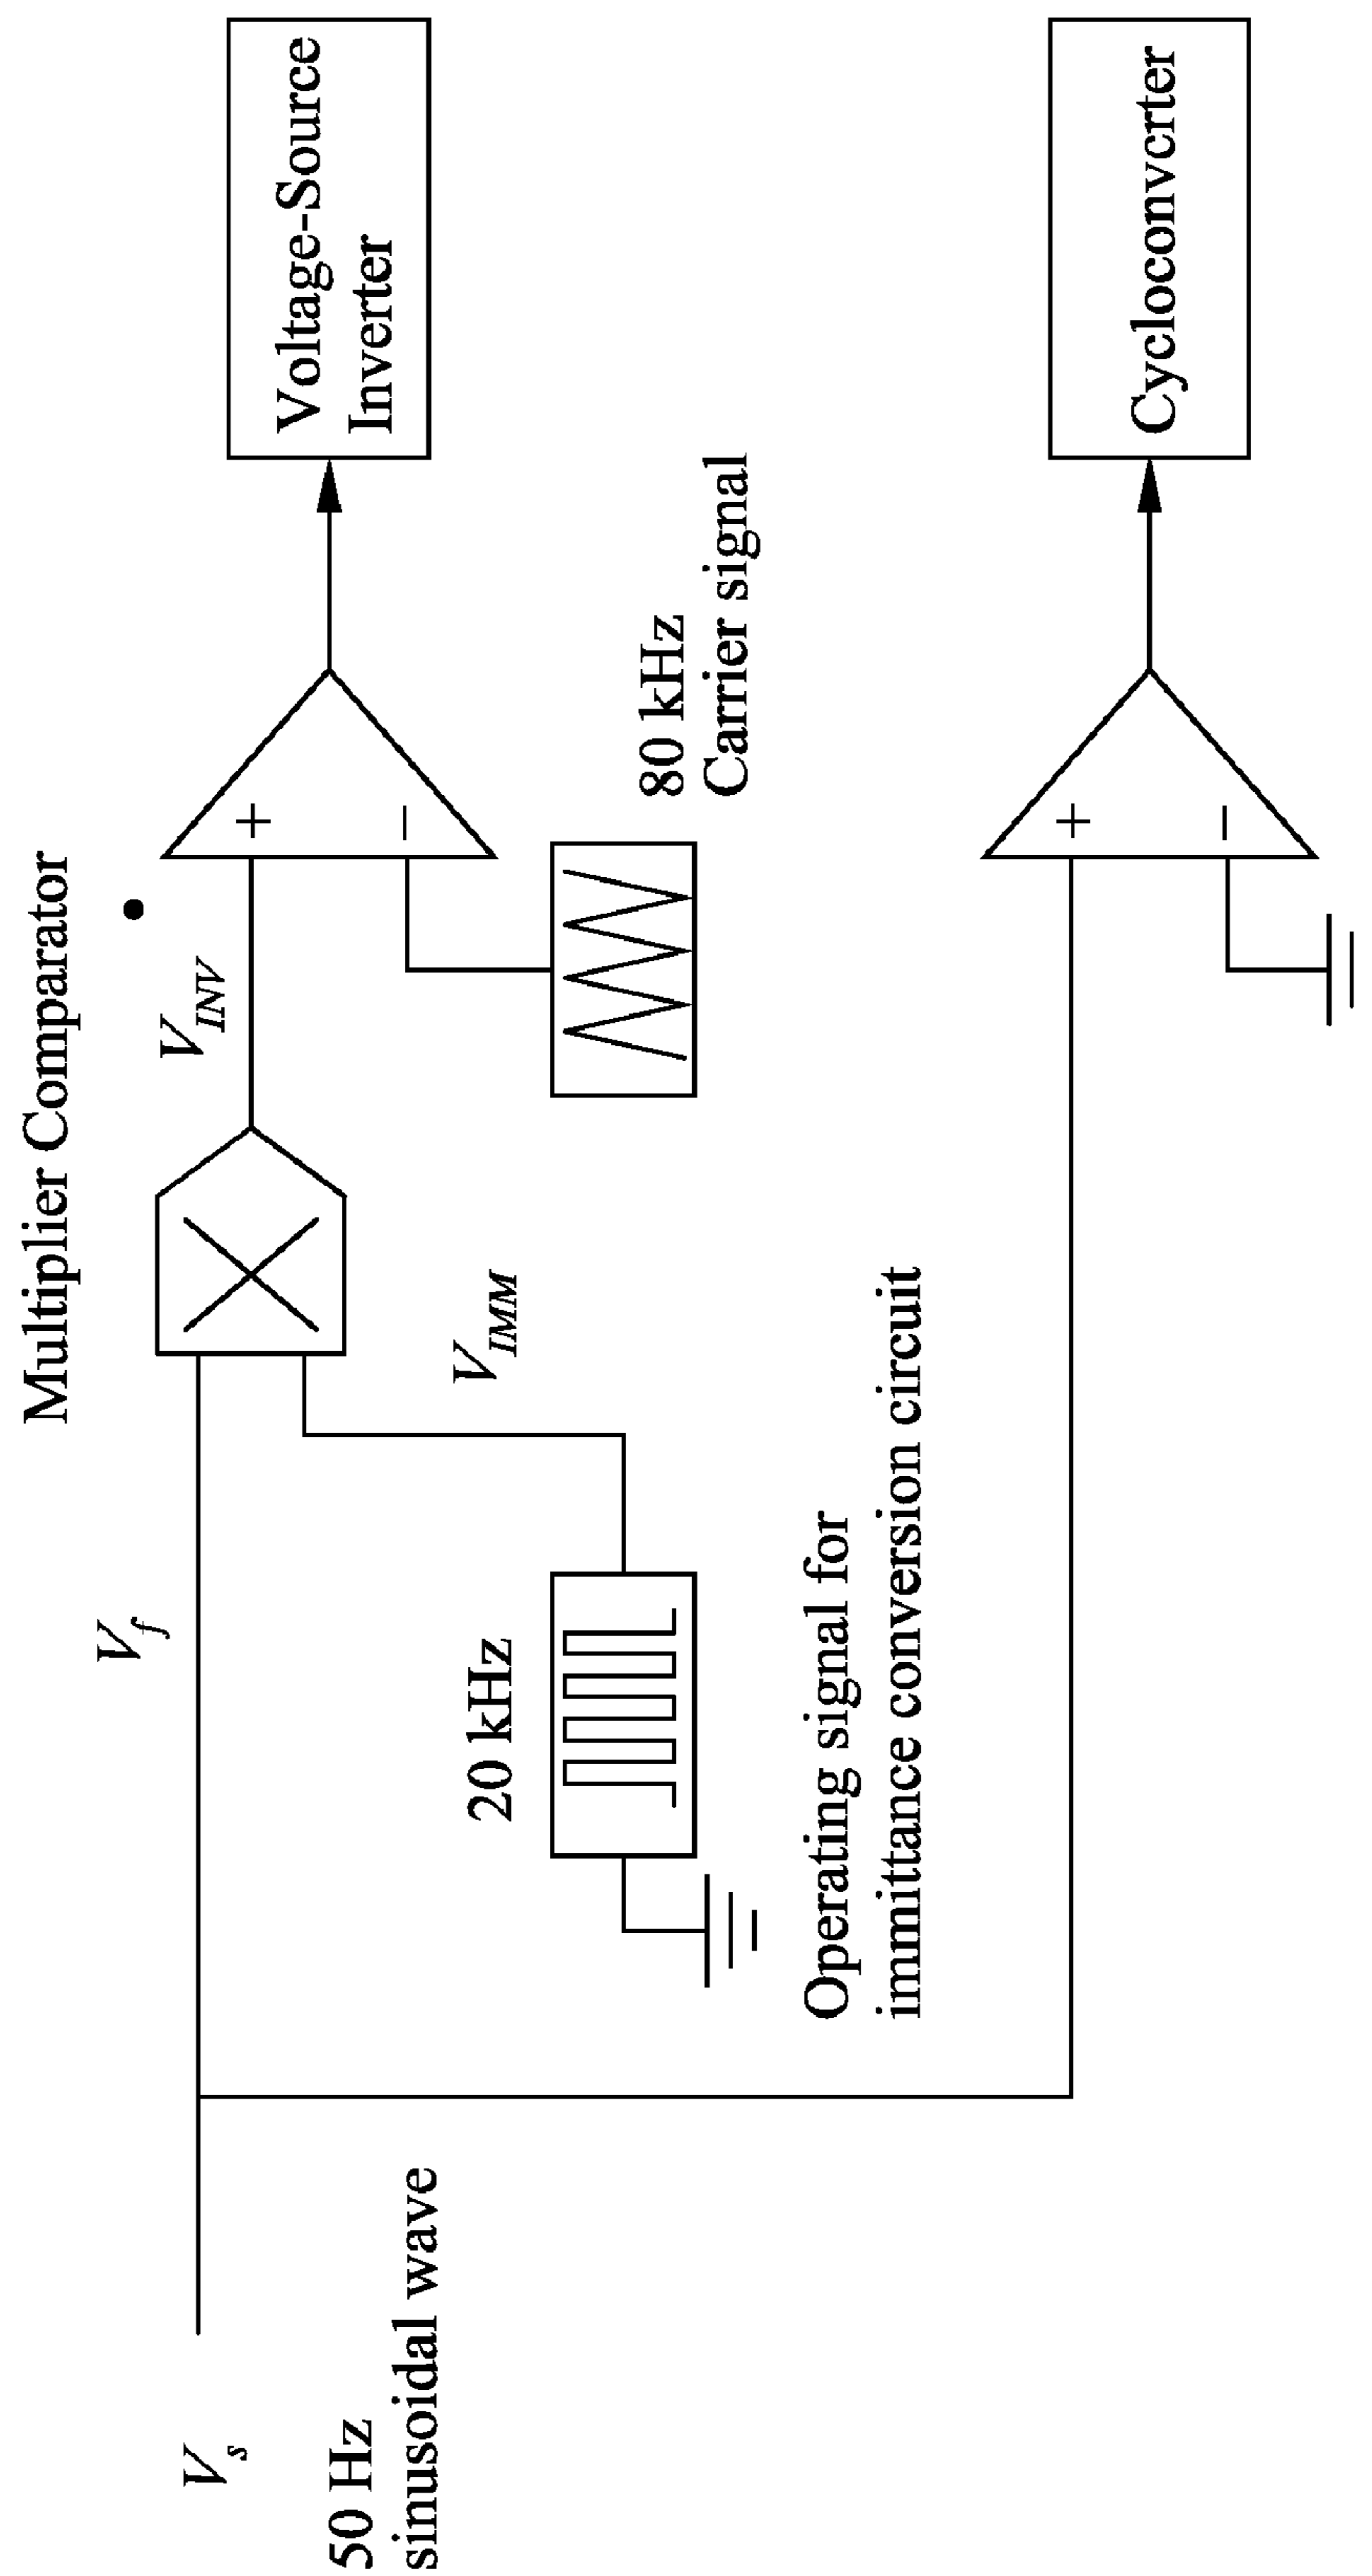 Multiplier Comparator
V_s
50 Hz
sinusoidal wave
V_f
V_INV
+
−
Voltage-Source
Inverter
V_IMM
20 kHz
80 kHz
Carrier signal
Operating signal for
immittance conversion circuit
+
−
Cycloconverter